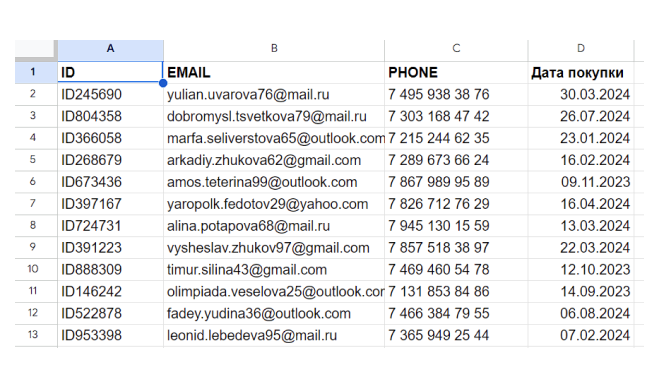 A B C D
1 ID EMAIL PHONE Дата покупки
2 ID245690 yulian.uvarova76@mail.ru 7 495 938 38 76 30.03.2024
3 ID804358 dobromysl.tsvetkova79@mail.ru 7 303 168 47 42 26.07.2024
4 ID366058 marfa.seliverstova65@outlook.com 7 215 244 62 35 23.01.2024
5 ID268679 arkadiy.zhukova62@gmail.com 7 289 673 66 24 16.02.2024
6 ID673436 amos.teterina99@outlook.com 7 867 989 95 89 09.11.2023
7 ID397167 yaropolk.fedotov29@yahoo.com 7 826 712 76 29 16.04.2024
8 ID724731 alina.potapova68@mail.ru 7 945 130 15 59 13.03.2024
9 ID391223 vysheslav.zhukov97@gmail.com 7 857 518 38 97 22.03.2024
10 ID888309 timur.silina43@gmail.com 7 469 460 54 78 12.10.2023
11 ID146242 olimpiada.veselova25@outlook.cor 7 131 853 84 86 14.09.2023
12 ID522878 fadey.yudina36@outlook.com 7 466 384 79 55 06.08.2024
13 ID953398 leonid.lebedeva95@mail.ru 7 365 949 25 44 07.02.2024